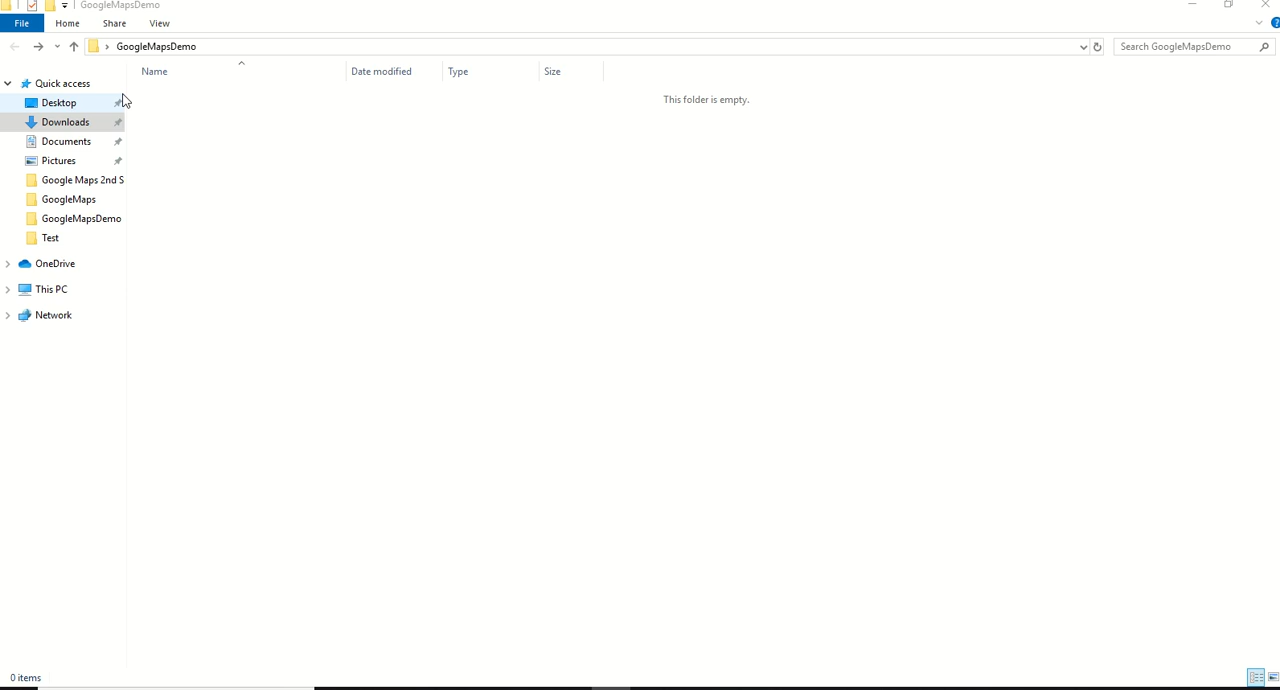 GoogleMapsDemo
File Home Share View
GoogleMapsDemo Search GoogleMapsDemo
Name Date modified Type Size
This folder is empty.
Quick access
Desktop
Downloads
Documents
Pictures
Google Maps 2nd S
GoogleMaps
GoogleMapsDemo
Test
OneDrive
This PC
Network
0 items